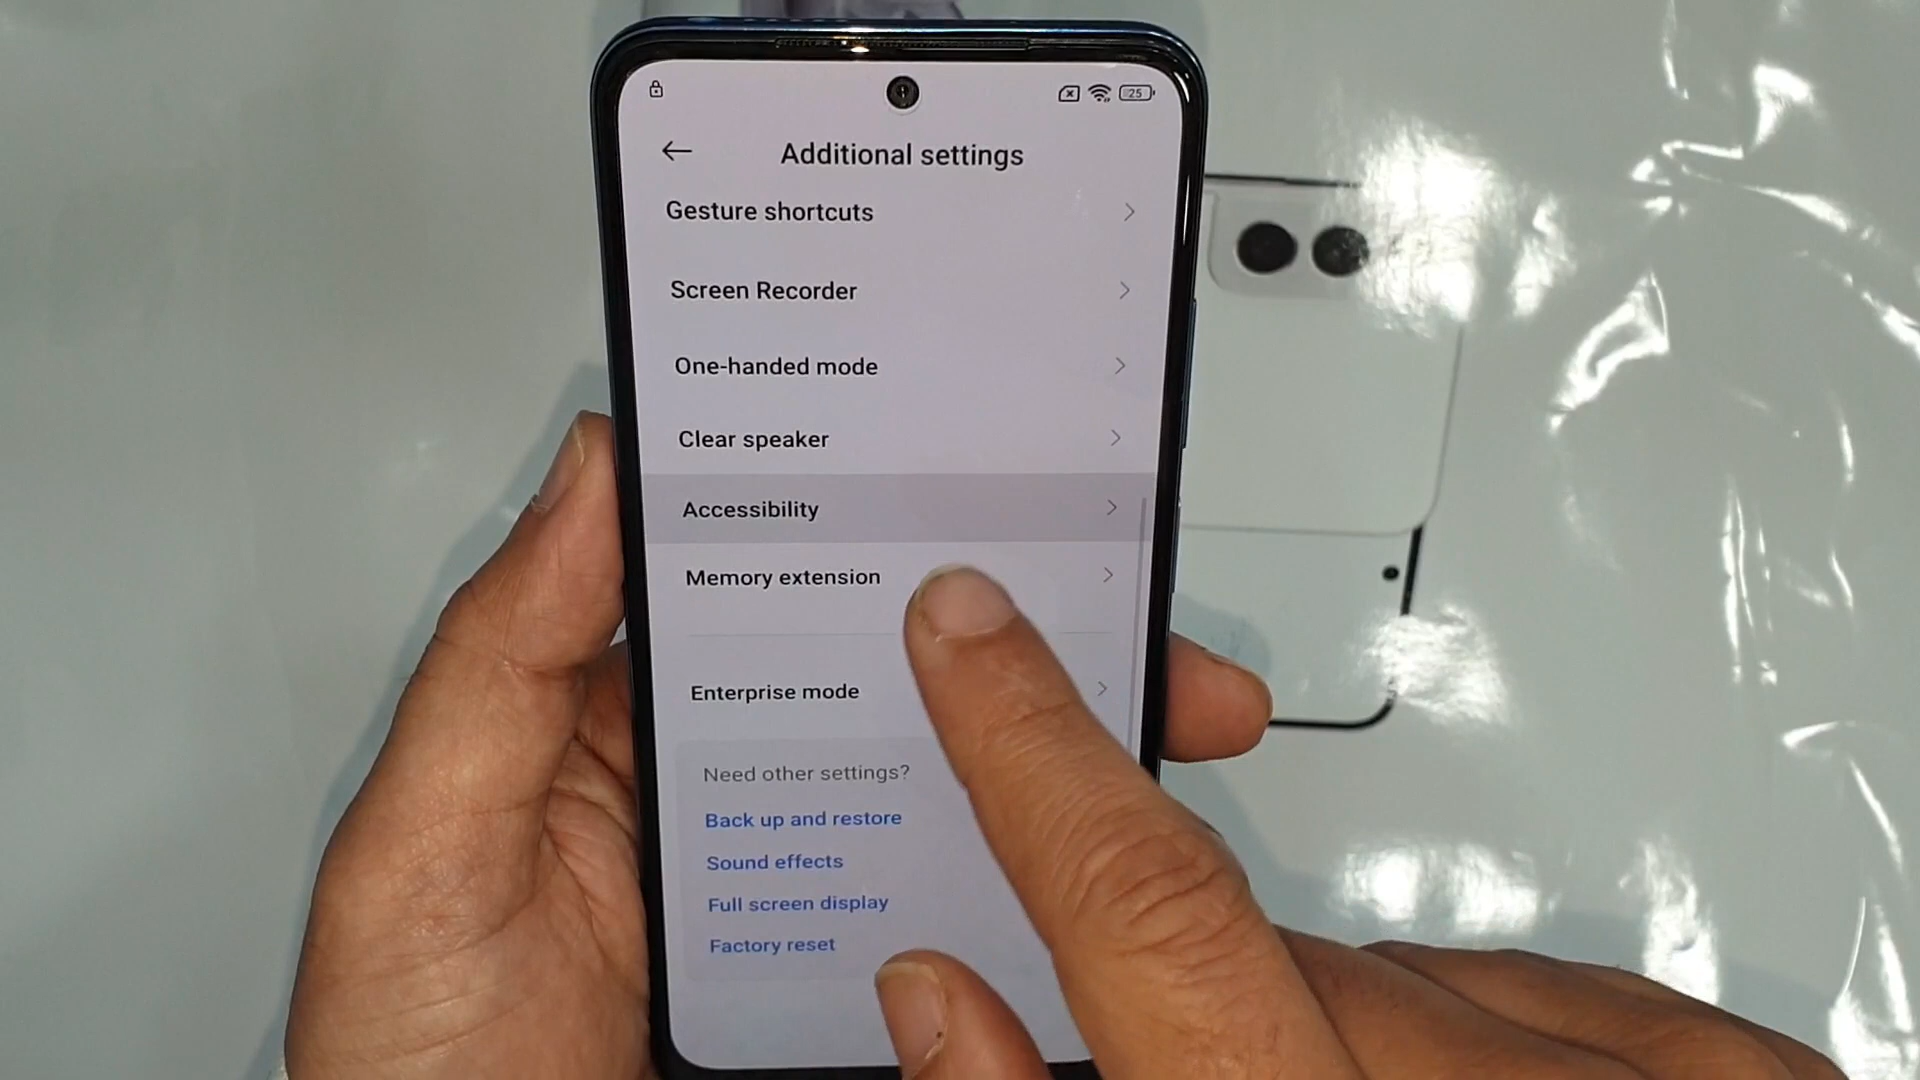 25
Additional settings
Gesture shortcuts
Screen Recorder
One-handed mode
Clear speaker
Accessibility
Memory extension
Enterprise mode
Need other settings?
Back up and restore
Sound effects
Full screen display
Factory reset